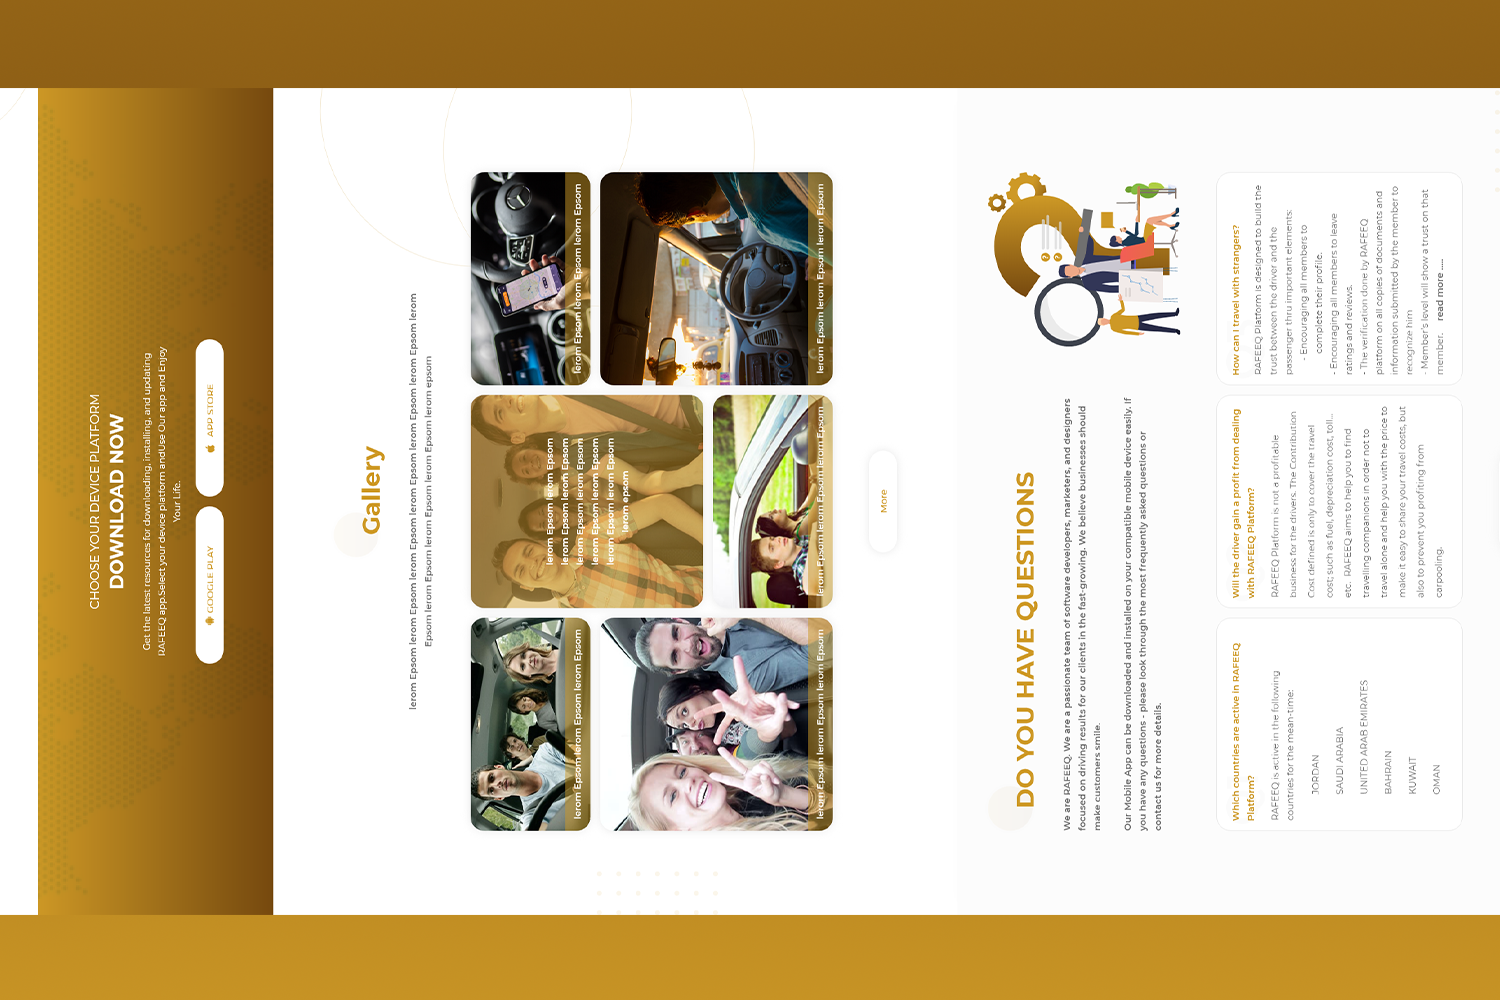 CHOOSE YOUR DEVICE PLATFORM
DOWNLOAD NOW
Get the latest resources for downloading, installing, and updating
RAFEEQ app.Select your device platform andUse Our app and Enjoy
Your Life.
GOOGLE PLAY
APP STORE
Gallery
lerom Epsom lerom Epsom lerom Epsom lerom Epsom lerom Epsom lerom Epsom lerom
Epsom lerom Epsom lerom Epsom lerom Epsom lerom epsom
lerom Epsom lerom Epsom lerom Epsom
lerom Epsom lerom Epsom
lerom Epsom lerom Epsom
lerom Epsom lerom Epsom
lerom Epsom lerom Epsom
lerom Epsom lerom Epsom
lerom epsom
lerom Epsom lerom Epsom lerom Epsom
lerom Epsom lerom Epsom lerom Epsom
lerom Epsom lerom Epsom lerom Epsom
lerom Epsom lerom Epsom lerom Epsom
More
DO YOU HAVE QUESTIONS
We are RAFEEQ. We are a passionate team of software developers, marketers, and designers
focused on driving results for our clients in the fast-growing. We believe businesses should
make customers smile.
Our Mobile App can be downloaded and installed on your compatible mobile device easily. If
you have any questions - please look through the most frequently asked questions or
contact us for more details.
Which countries are active in RAFEEQ
Platform?
RAFEEQ is active in the following
countries for the mean-time:
JORDAN
SAUDI ARABIA
UNITED ARAB EMIRATES
BAHRAIN
KUWAIT
OMAN
Will the driver gain a profit from dealing
with RAFEEQ Platform?
RAFEEQ Platform is not a profitable
business for the drivers. The Contribution
Cost defined is only to cover the travel
cost; such as fuel, depreciation cost, toll...
etc. RAFEEQ aims to help you to find
travelling companions in order not to
travel alone and help you with the price to
make it easy to share your travel costs, but
also to prevent you profiting from
carpooling.
How can I travel with strangers?
RAFEEQ Platform is designed to build the
trust between the driver and the
passenger thru important elements:
- Encouraging all members to
complete their profile.
- Encouraging all members to leave
ratings and reviews.
- The verification done by RAFEEQ
platform on all copies of documents and
information submitted by the member to
recognize him
- Member's level will show a trust on that
member. read more .....